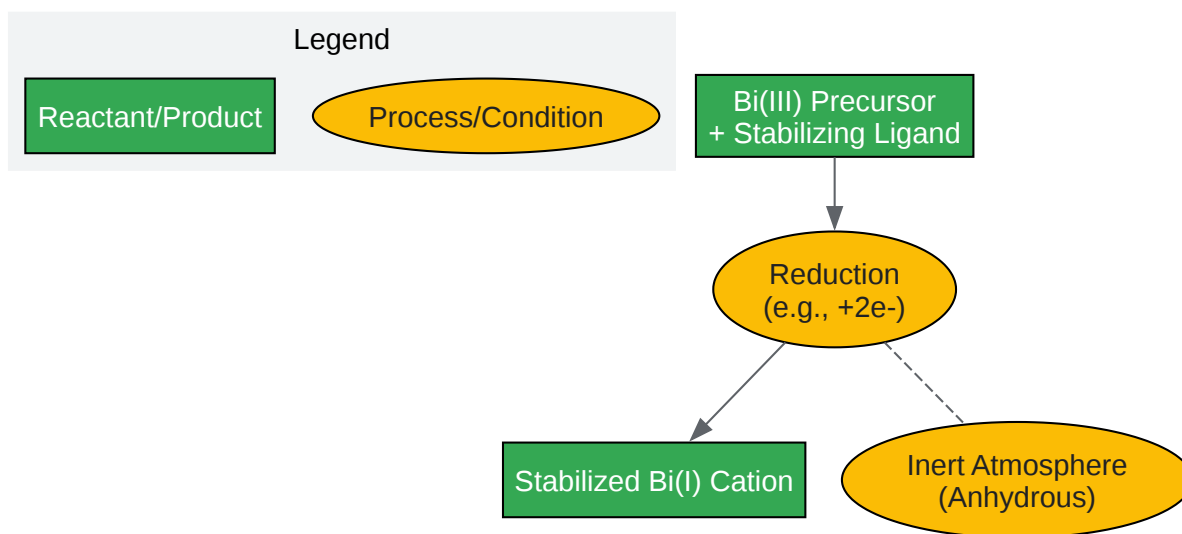 Legend
Reactant/Product
Process/Condition
Bi(III) Precursor
+ Stabilizing Ligand
Reduction
(e.g., +2e-)
Stabilized Bi(I) Cation
Inert Atmosphere
(Anhydrous)